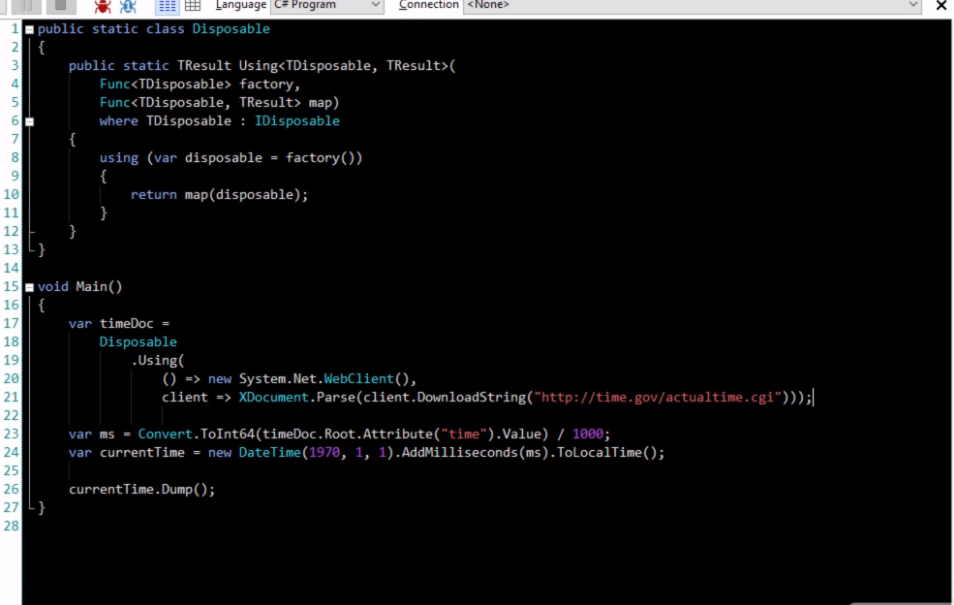 Language C# Program Connection <None>
1 public static class Disposable
2 {
3 public static TResult Using<TDisposable, TResult>(
4 Func<TDisposable> factory,
5 Func<TDisposable, TResult> map)
6 where TDisposable : IDisposable
7 {
8 using (var disposable = factory())
9 {
10 return map(disposable);
11 }
12 }
13 }
14
15 void Main()
16 {
17 var timeDoc =
18 Disposable
19 .Using(
20 () => new System.Net.WebClient(),
21 client => XDocument.Parse(client.DownloadString("http://time.gov/actualtime.cgi")));
22
23 var ms = Convert.ToInt64(timeDoc.Root.Attribute("time").Value) / 1000;
24 var currentTime = new DateTime(1970, 1, 1).AddMilliseconds(ms).ToLocalTime();
25
26 currentTime.Dump();
27 }
28